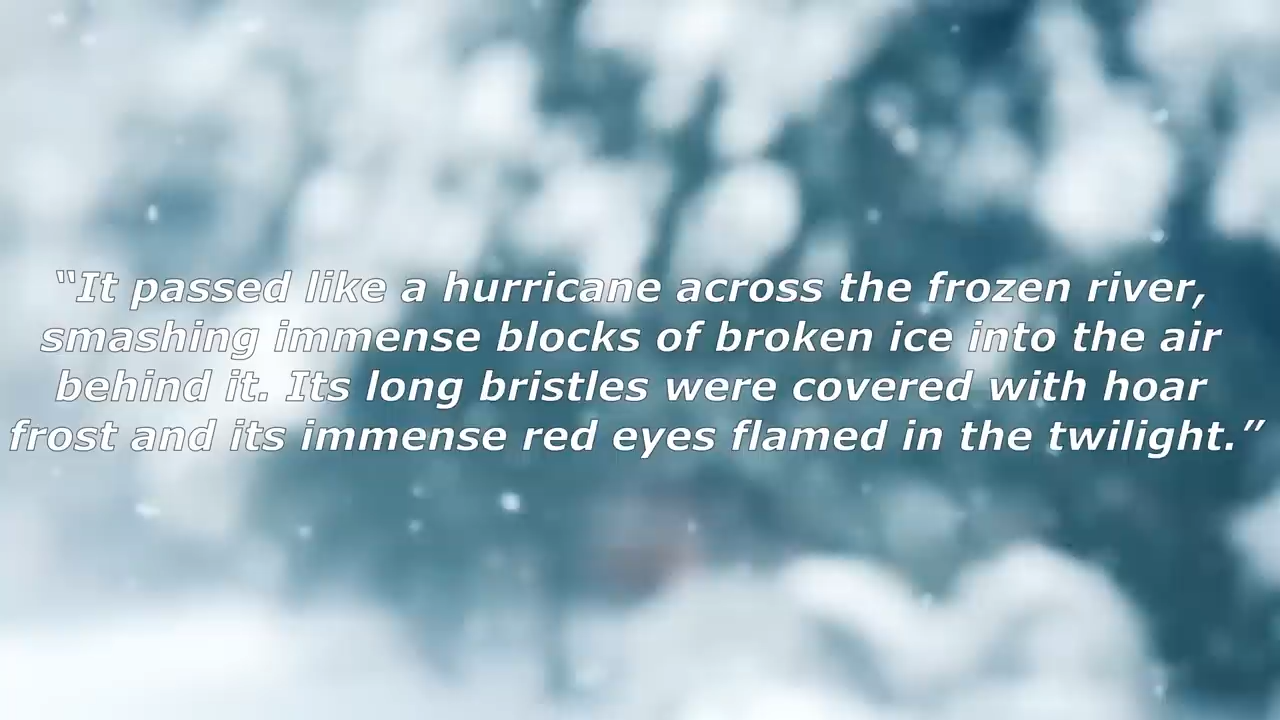 “It passed like a hurricane across the frozen river,
smashing immense blocks of broken ice into the air
behind it. Its long bristles were covered with hoar
frost and its immense red eyes flamed in the twilight.”